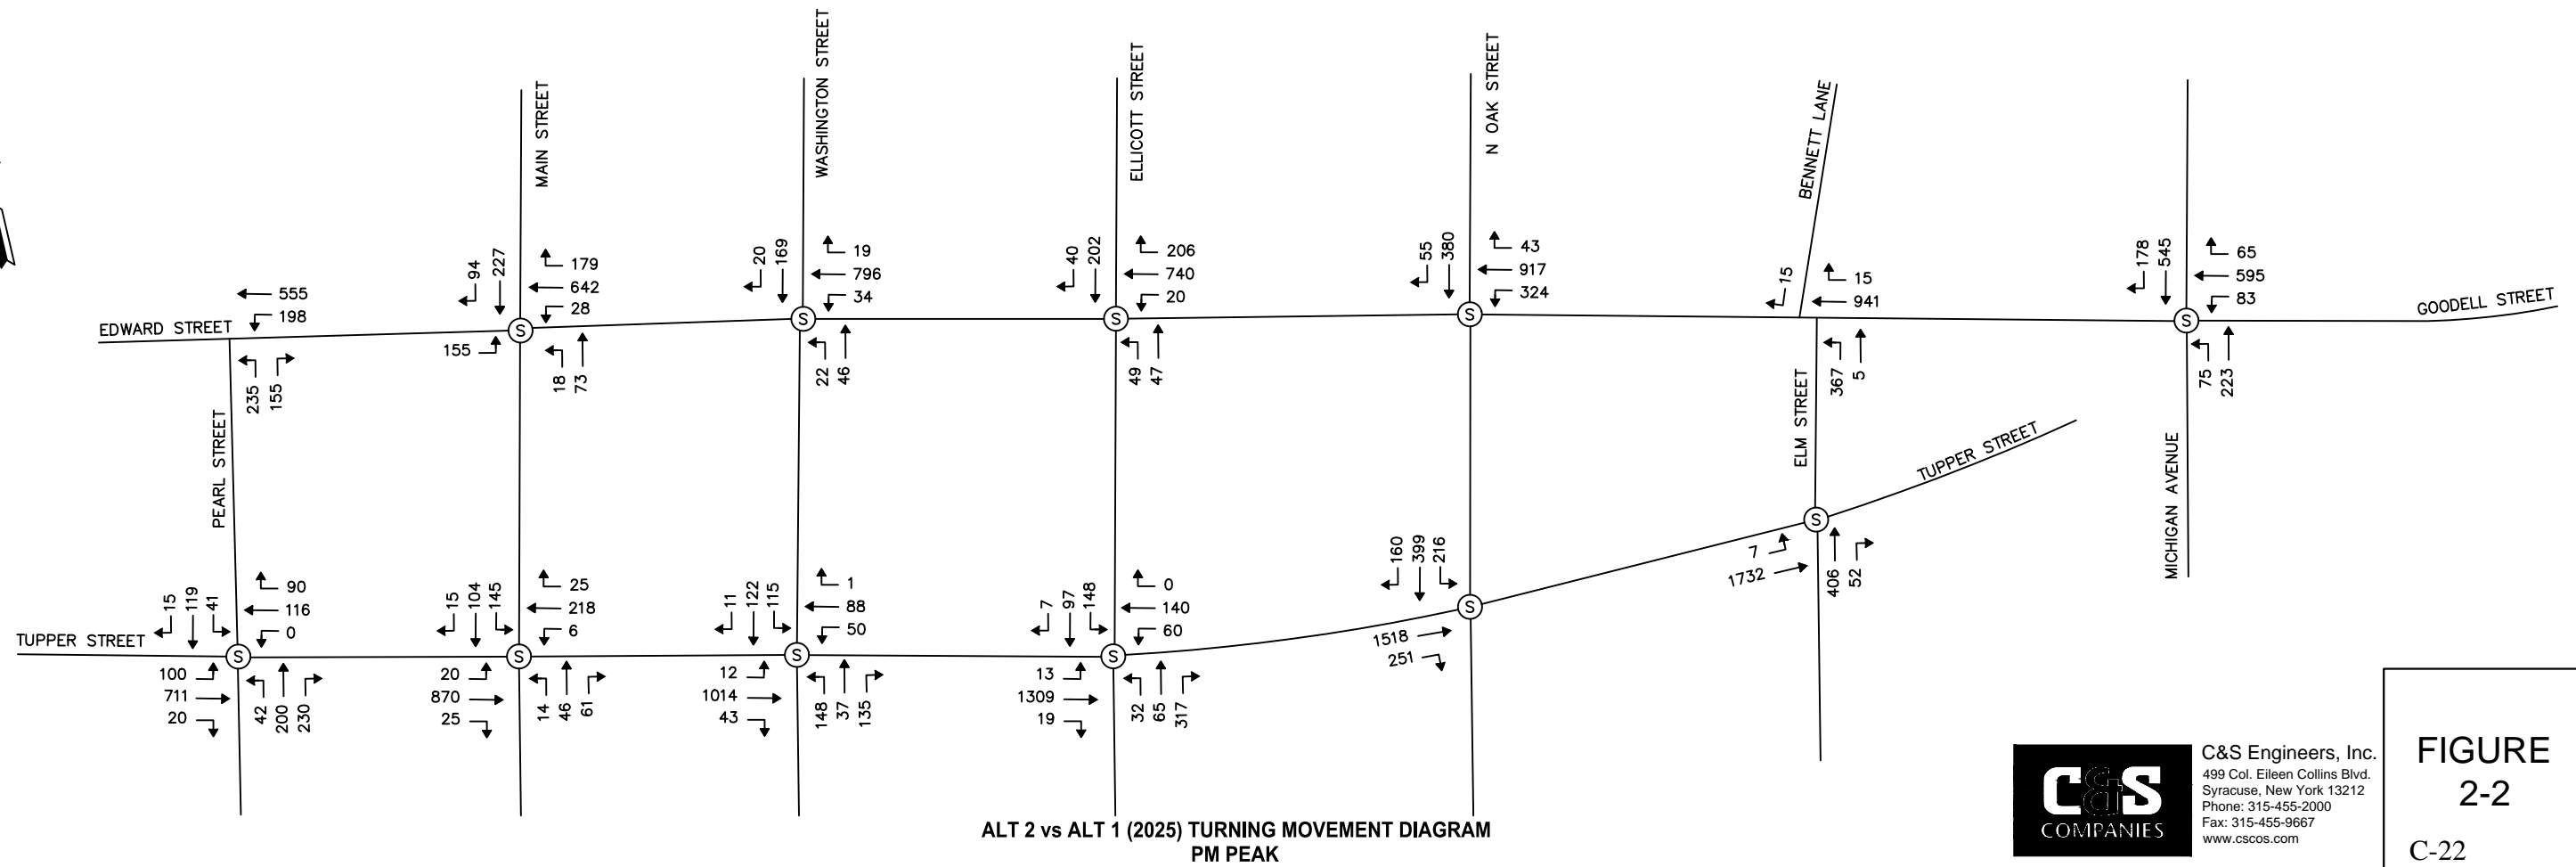 MAIN STREET
WASHINGTON STREET
ELLICOTT STREET
N OAK STREET
BENNETT LANE
EDWARD STREET
GOODELL STREET
PEARL STREET
ELM STREET
TUPPER STREET
MICHIGAN AVENUE
TUPPER STREET
555
198
235
155
94
227
179
642
28
155
18
73
20
169
19
796
34
22
46
40
202
206
740
20
49
47
55
380
43
917
324
15
15
941
367
5
178
545
65
595
83
75
223
15
119
41
90
116
0
100
711
20
42
200
230
15
104
145
25
218
6
20
870
25
14
46
61
11
122
115
1
88
50
12
1014
43
148
37
135
7
97
148
0
140
60
13
1309
19
32
65
317
160
399
216
1518
251
7
1732
406
52
S
S
S
S
S
S
S
S
S
S
S
ALT 2 vs ALT 1 (2025) TURNING MOVEMENT DIAGRAM
PM PEAK
C&S
COMPANIES
C&S Engineers, Inc.
499 Col. Eileen Collins Blvd.
Syracuse, New York 13212
Phone: 315-455-2000
Fax: 315-455-9667
www.cscos.com
FIGURE
2-2
C-22